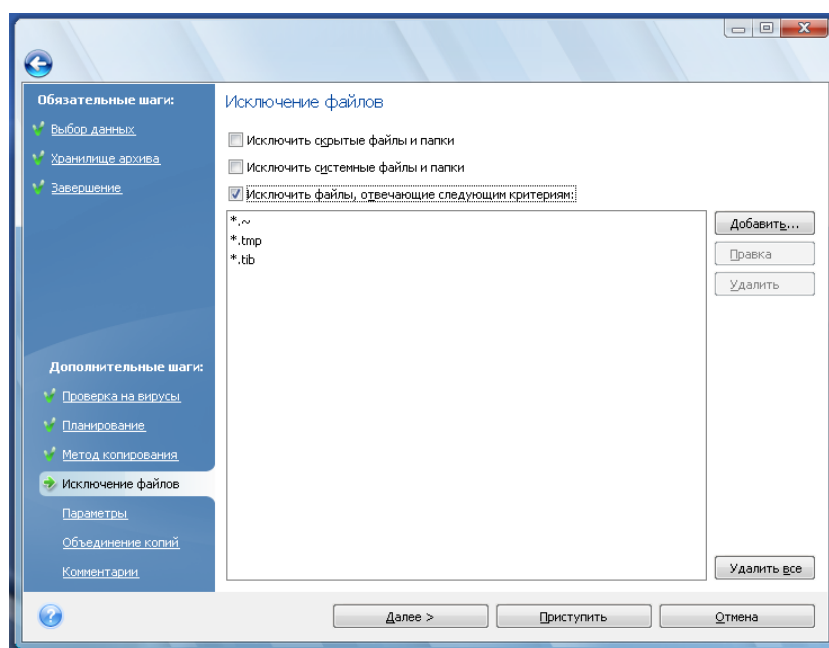 Обязательные шаги:
Выбор данных
Хранилище архива
Завершение
Дополнительные шаги:
Проверка на вирусы
Планирование
Метод копирования
Исключение файлов
Параметры
Объединение копий
Комментарии
Исключение файлов
Исключить скрытые файлы и папки
Исключить системные файлы и папки
Исключить файлы, отвечающие следующим критериям:
*.~
*.tmp
*.tib
Добавить...
Правка
Удалить
Удалить все
Далее >
Приступить
Отмена